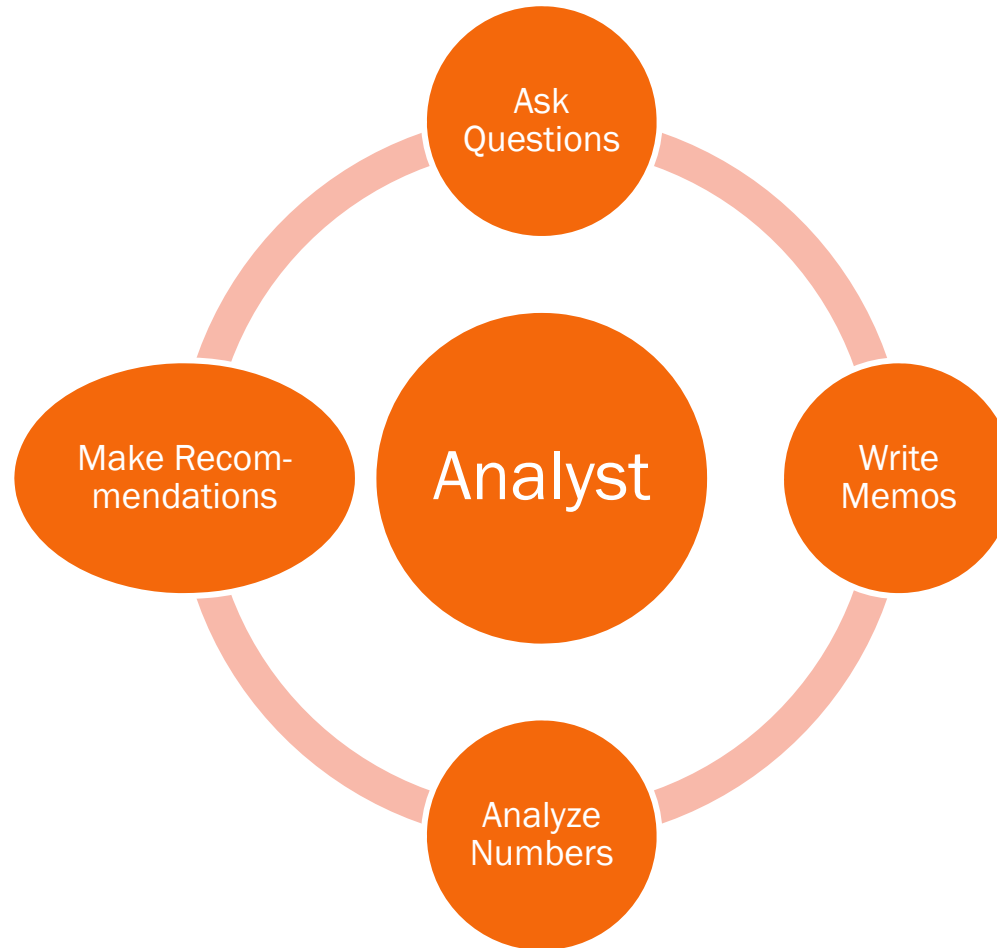 Ask
Questions
Make Recom-
mendations
Analyst
Write
Memos
Analyze
Numbers